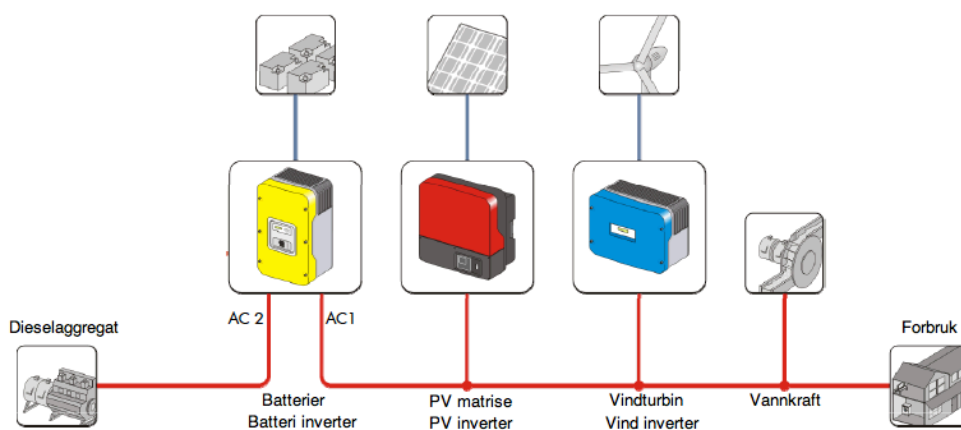 AC 2
AC1
Dieselaggregat
Forbruk
Batterier
Batteri inverter
PV matrise
PV inverter
Vindturbin
Vind inverter
Vannkraft